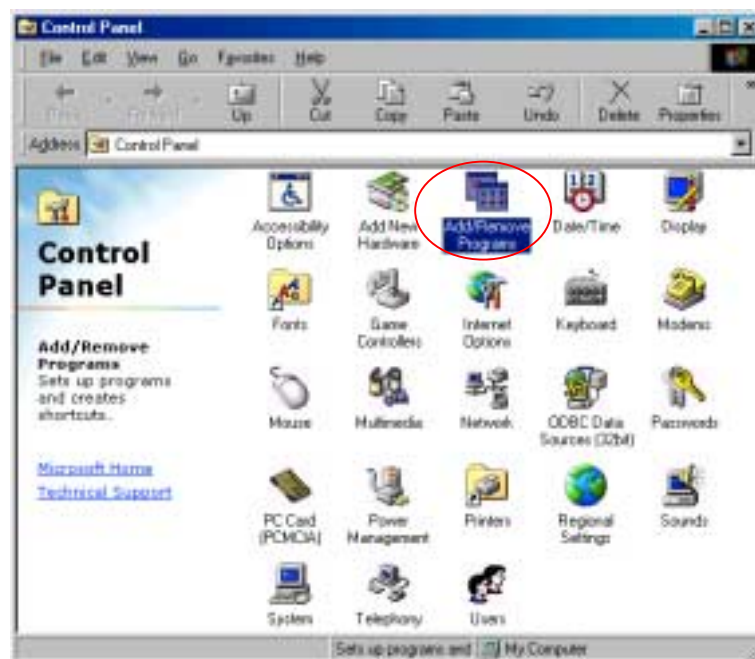 Control Panel
File Edit View Go Favorites Help
Up Cut Copy Paste Undo Delete Properties
Address Control Panel
Control
Panel
Add/Remove
Programs
Sets up programs
and creates
shortcuts.
Microsoft Home
Technical Support
Accessibility
Options
Add New
Hardware
Add/Remove
Programs
Date/Time
Display
Fonts
Game
Controllers
Internet
Options
Keyboard
Modems
Mouse
Multimedia
Network
ODBC Data
Sources (32bit)
Passwords
PC Card
(PCMCIA)
Power
Management
Printers
Regional
Settings
Sounds
System
Telephony
Users
Sets up programs and My Computer